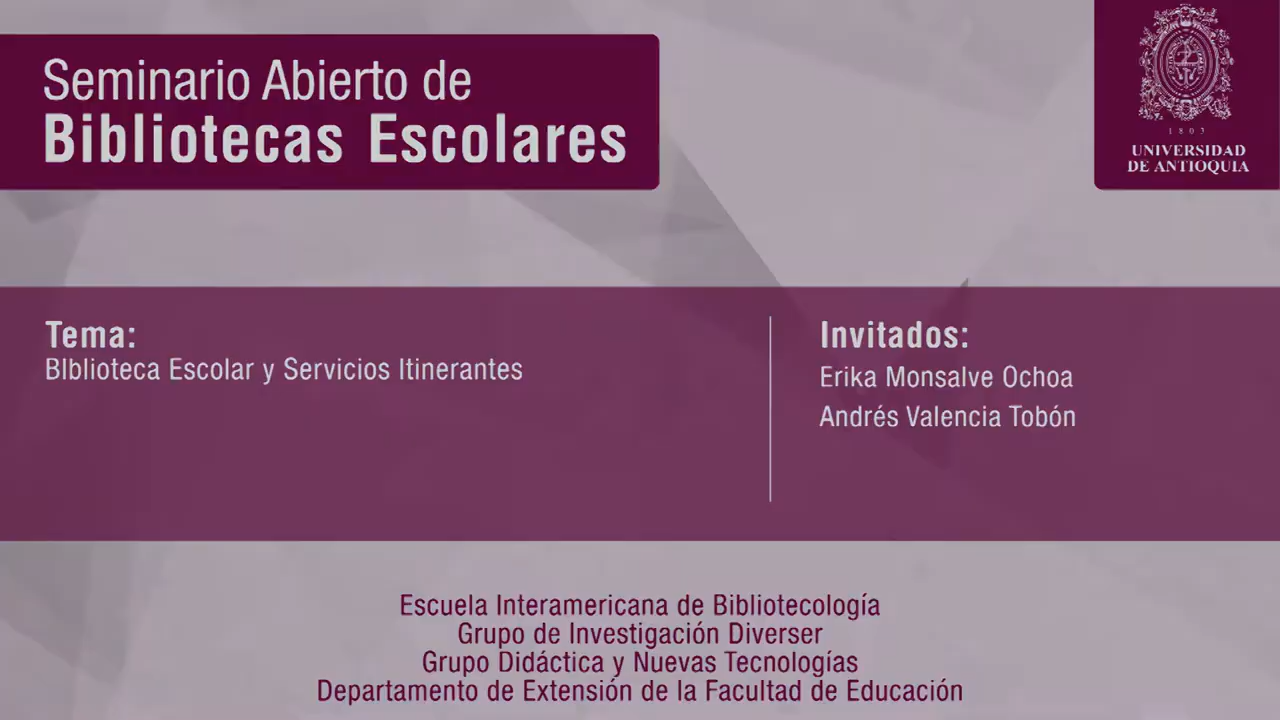 Seminario Abierto de
Bibliotecas Escolares
1803
UNIVERSIDAD
DE ANTIOQUIA
Tema:
BIblioteca Escolar y Servicios Itinerantes
Invitados:
Erika Monsalve Ochoa
Andrés Valencia Tobón
Escuela Interamericana de Bibliotecología
Grupo de Investigación Diverser
Grupo Didáctica y Nuevas Tecnologías
Departamento de Extensión de la Facultad de Educación